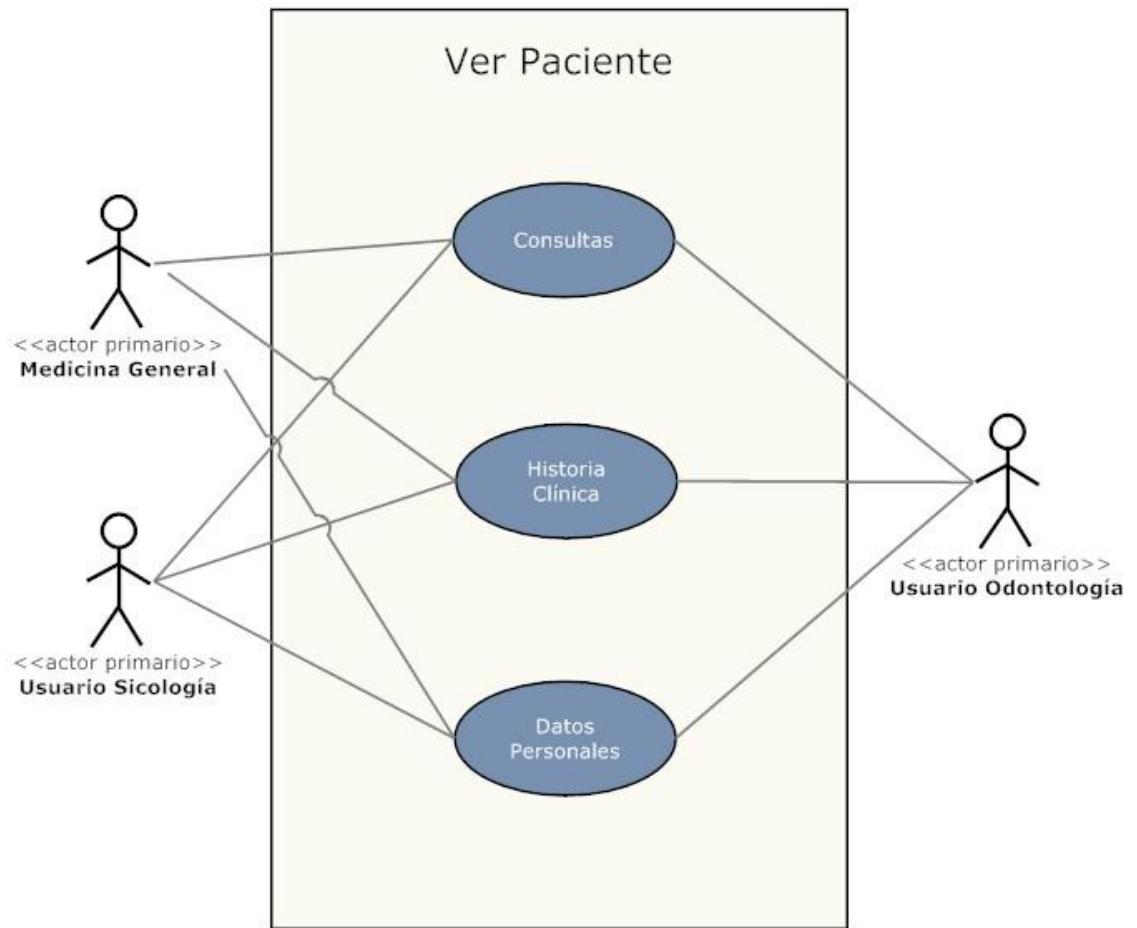 Ver Paciente
Consultas
<<actor primario>>
Medicina General
Historia
Clínica
<<actor primario>>
Usuario Odontología
<<actor primario>>
Usuario Sicología
Datos
Personales